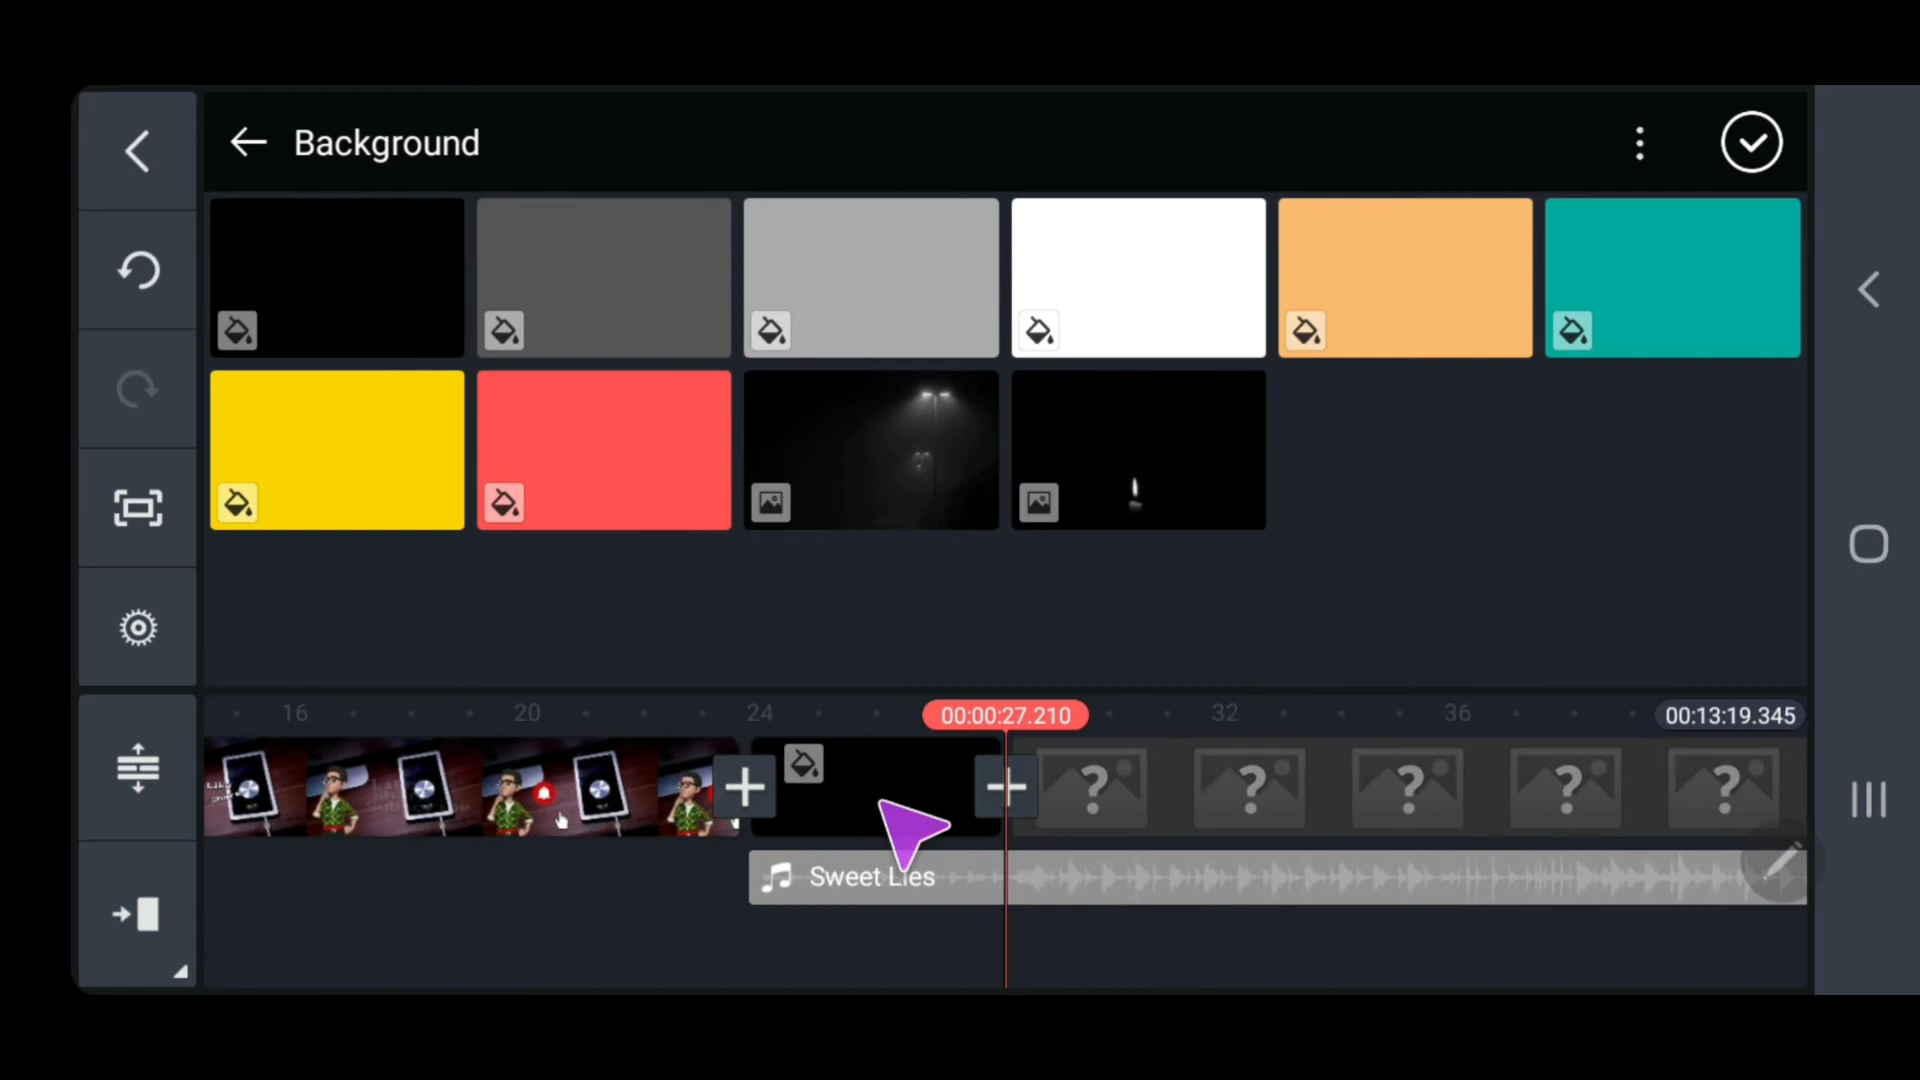 Background
16
20
24
00:00:27.210
32
36
00:13:19.345
? ? ? ? ?
Sweet Lies